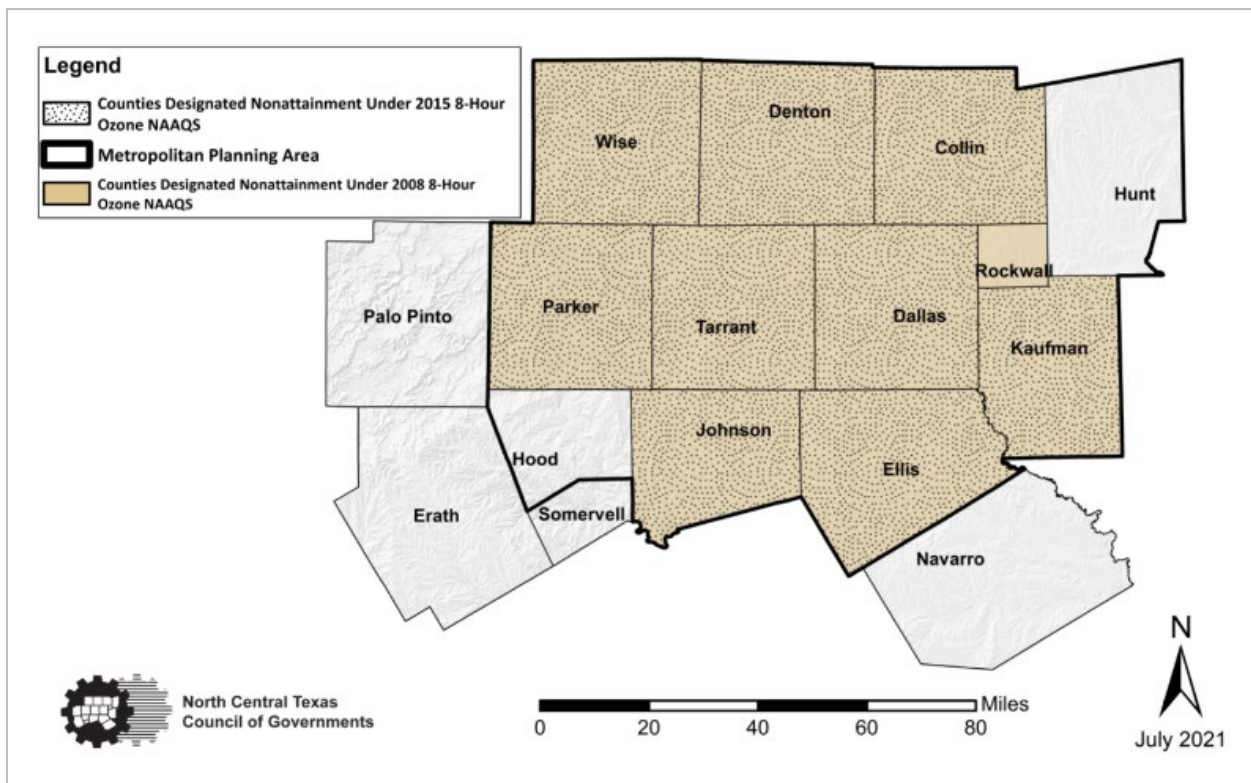 Legend
Counties Designated Nonattainment Under 2015 8-Hour
Ozone NAAQS
Metropolitan Planning Area
Counties Designated Nonattainment Under 2008 8-Hour
Ozone NAAQS
Wise
Denton
Collin
Hunt
Palo Pinto
Parker
Tarrant
Dallas
Rockwall
Kaufman
Erath
Hood
Somervell
Johnson
Ellis
Navarro
North Central Texas
Council of Governments
Miles
0 20 40 60 80
N
July 2021